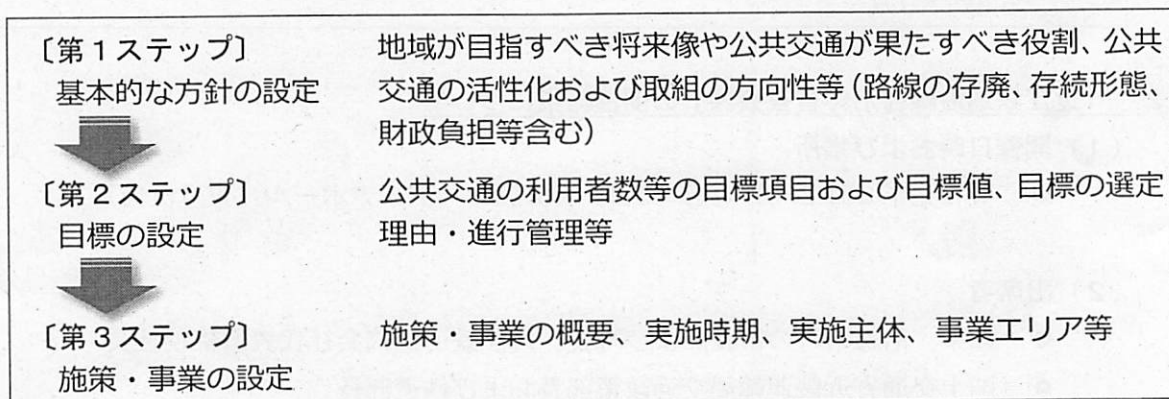 〔第1ステップ〕 地域が目指すべき将来像や公共交通が果たすべき役割、公共
基本的な方針の設定 交通の活性化および取組の方向性等(路線の存廃、存続形態、
財政負担等含む)
〔第2ステップ〕 公共交通の利用者数等の目標項目および目標値、目標の選定
目標の設定 理由・進行管理等
〔第3ステップ〕 施策・事業の概要、実施時期、実施主体、事業エリア等
施策・事業の設定